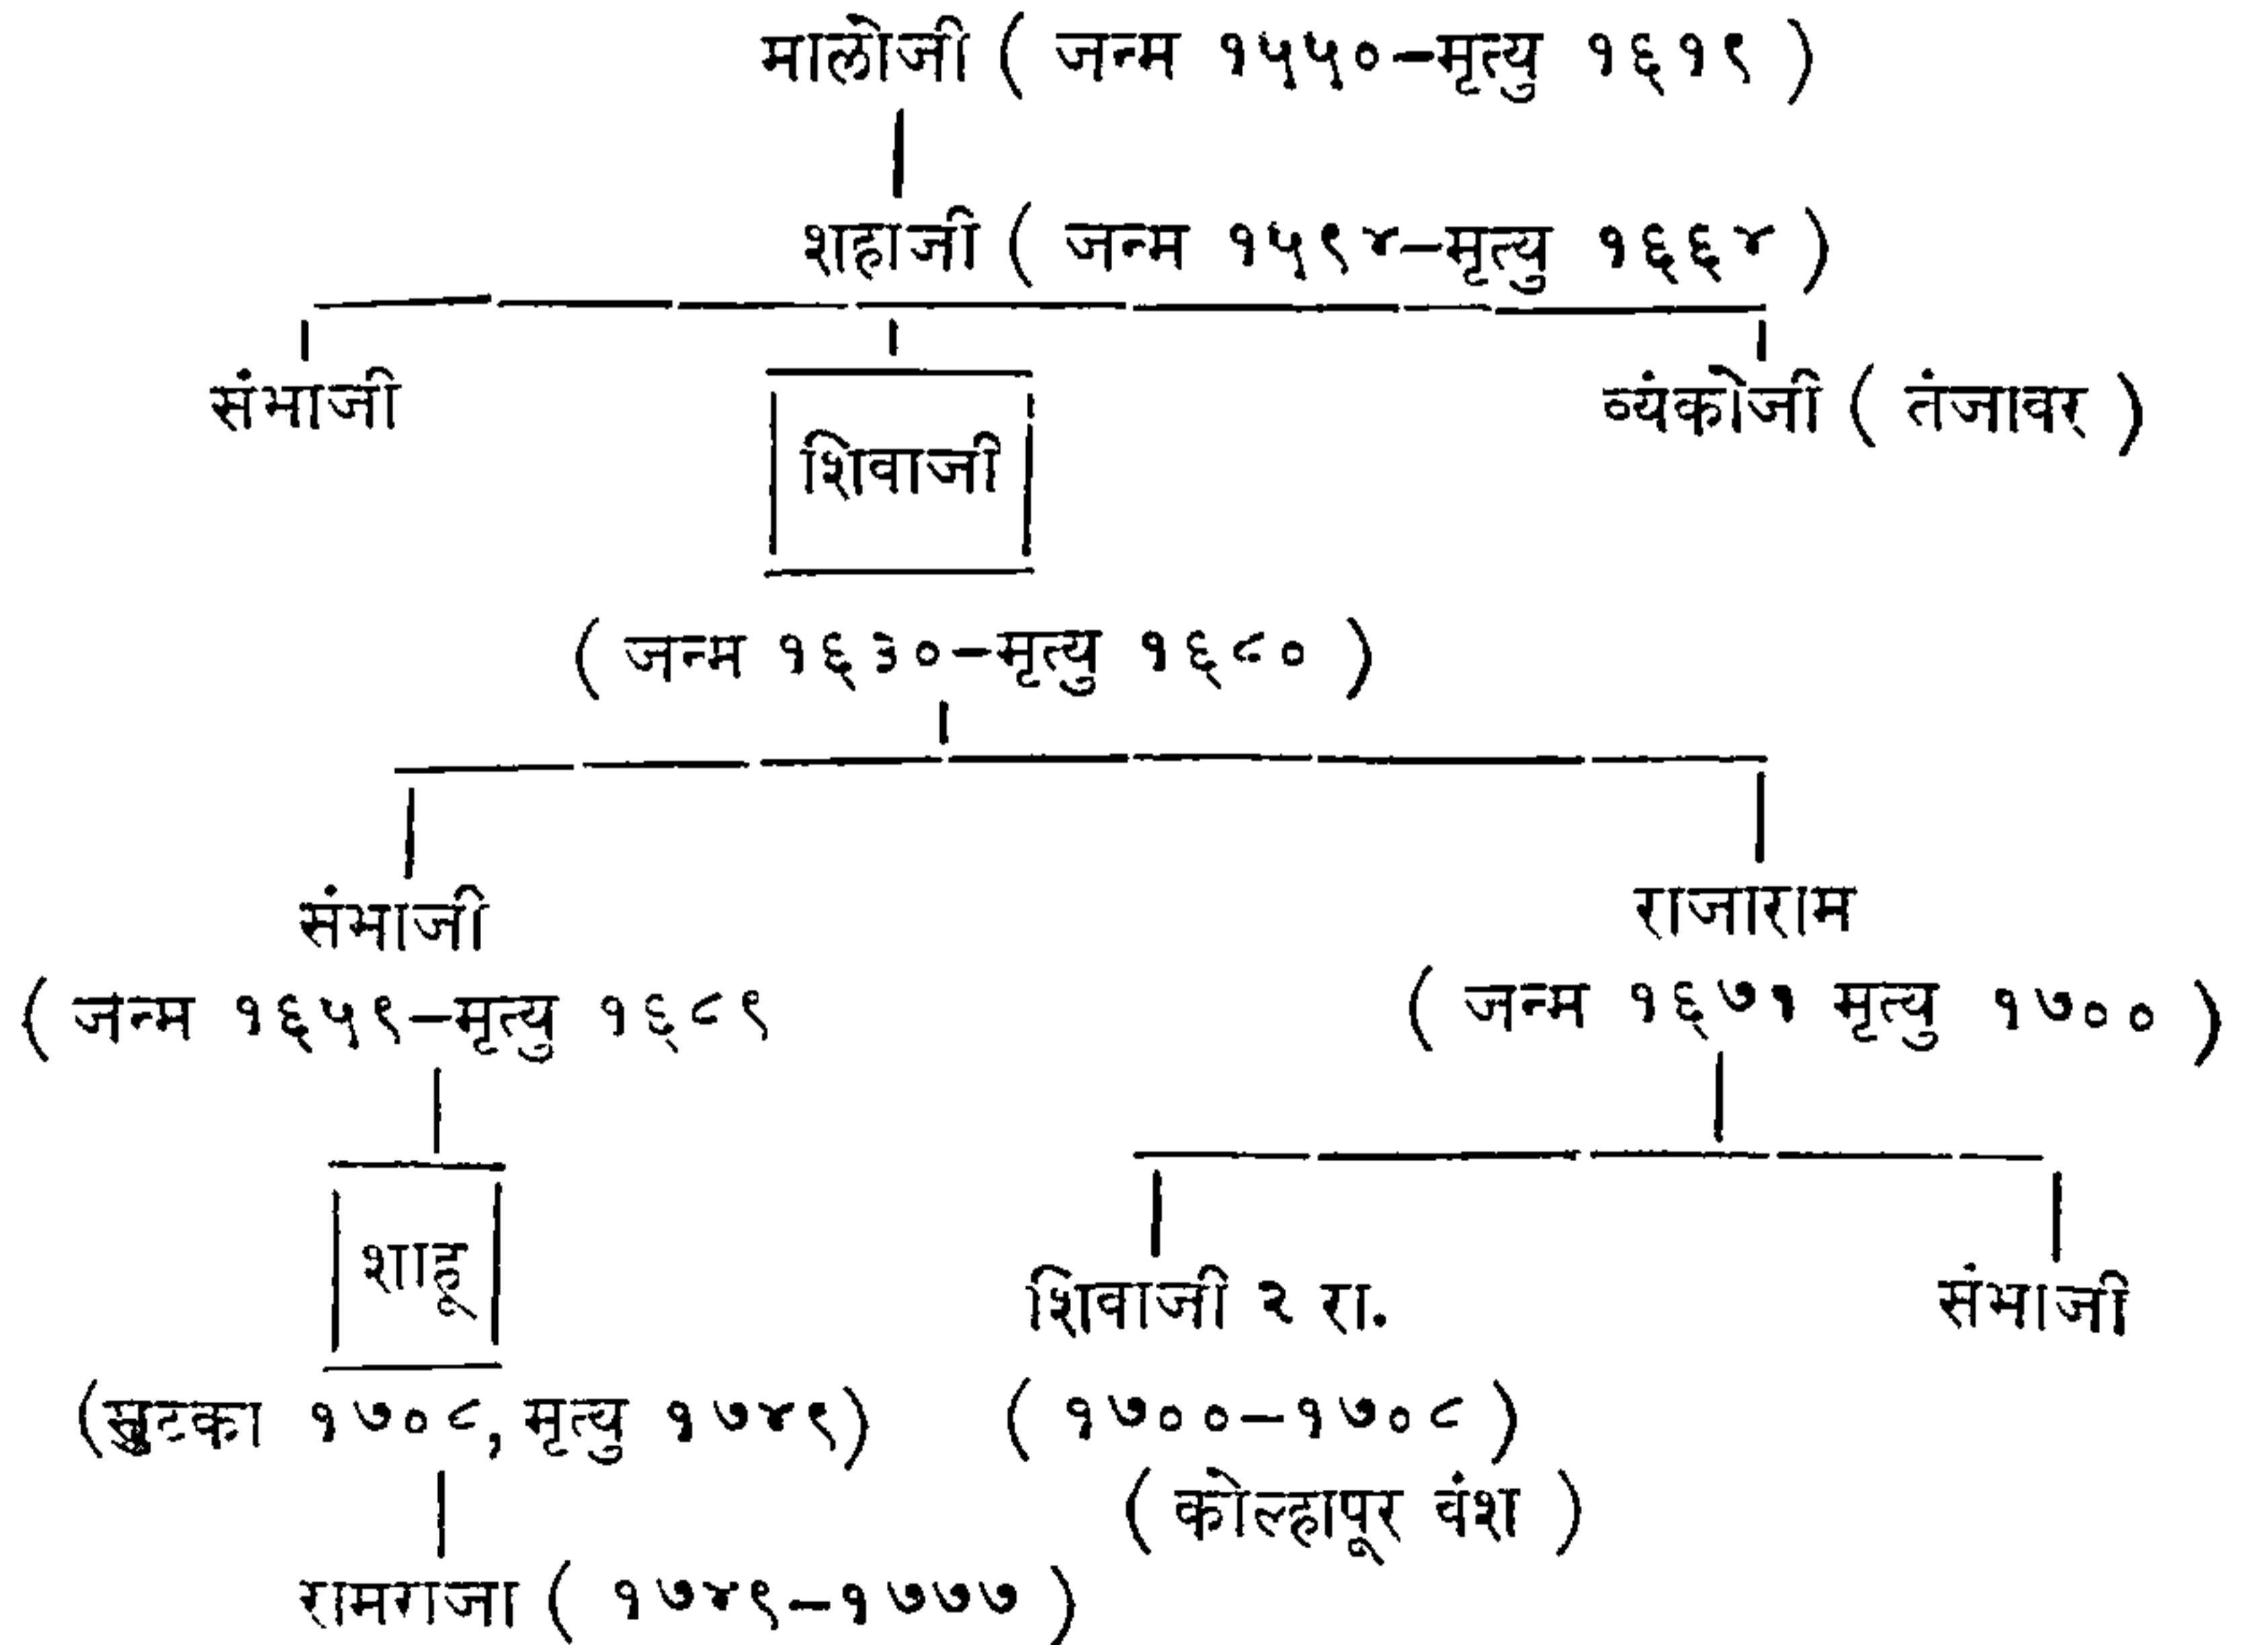 मालोजी ( जन्म १५५०–मृत्यु १६१९ )
शहाजी ( जन्म १५९४–मृत्यु १६६४ )
संभाजी व्यंकोजी ( तंजावर् )
शिवाजी
( जन्म १६३०–मृत्यु १६८० )
संभाजी राजाराम
( जन्म १६५९–मृत्यु १६८९ ( जन्म १६७१ मृत्यु १७०० )
शाहू शिवाजी २ रा. संभाजी
(सुटका १७०८, मृत्यु १७४९) ( १७००–१७०८ )
( कोल्हापूर वंश )
रामराजा ( १७४९–१७७७ )